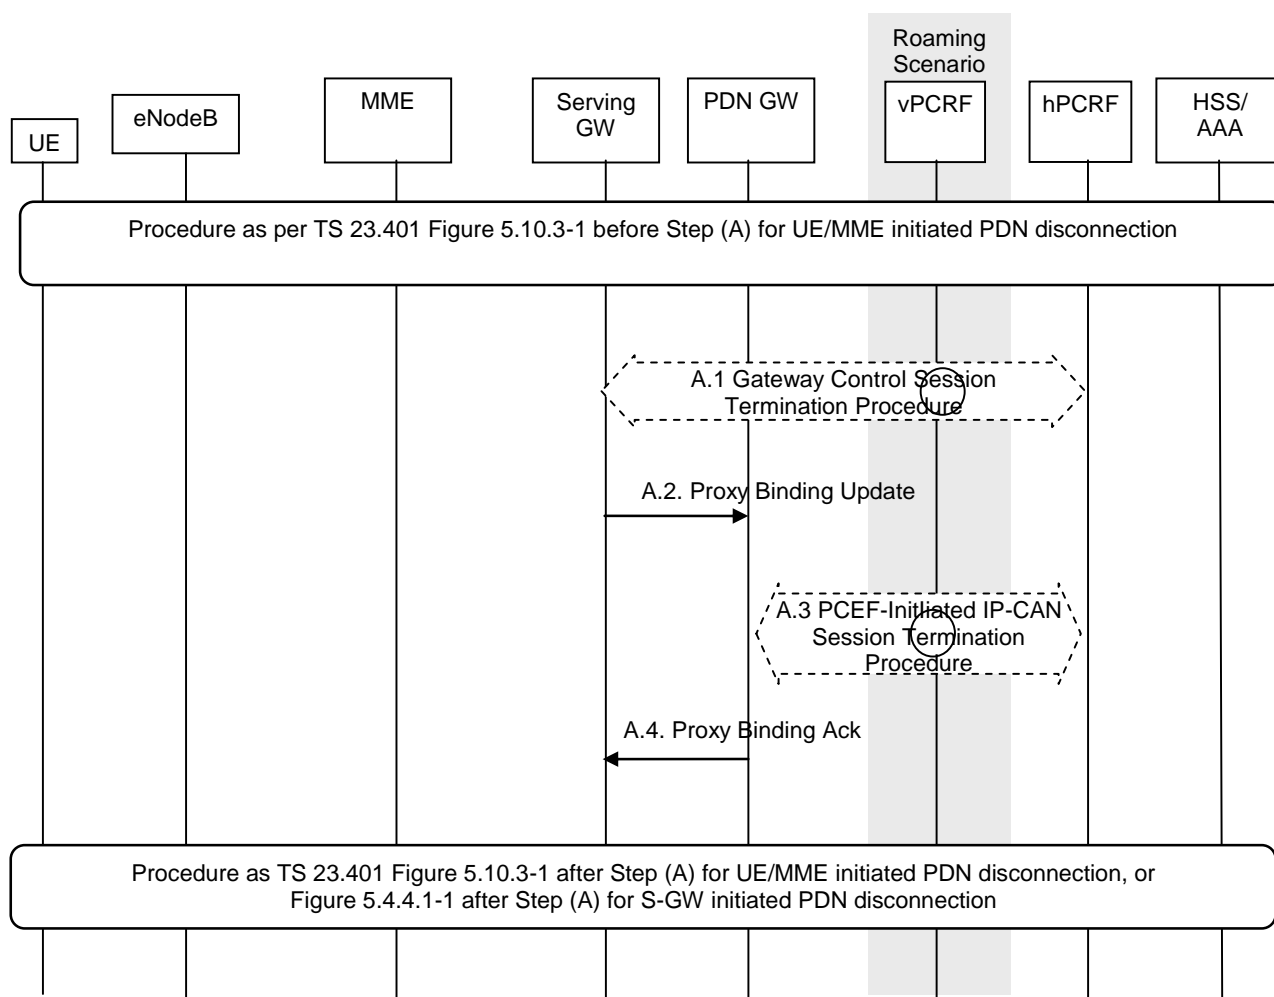 Roaming
Scenario
UE
eNodeB
MME
Serving
GW
PDN GW
vPCRF
hPCRF
HSS/
AAA
Procedure as per TS 23.401 Figure 5.10.3-1 before Step (A) for UE/MME initiated PDN disconnection
A.1 Gateway Control Session
Termination Procedure
A.2. Proxy Binding Update
A.3 PCEF-Initliated IP-CAN
Session Termination
Procedure
A.4. Proxy Binding Ack
Procedure as TS 23.401 Figure 5.10.3-1 after Step (A) for UE/MME initiated PDN disconnection, or
Figure 5.4.4.1-1 after Step (A) for S-GW initiated PDN disconnection